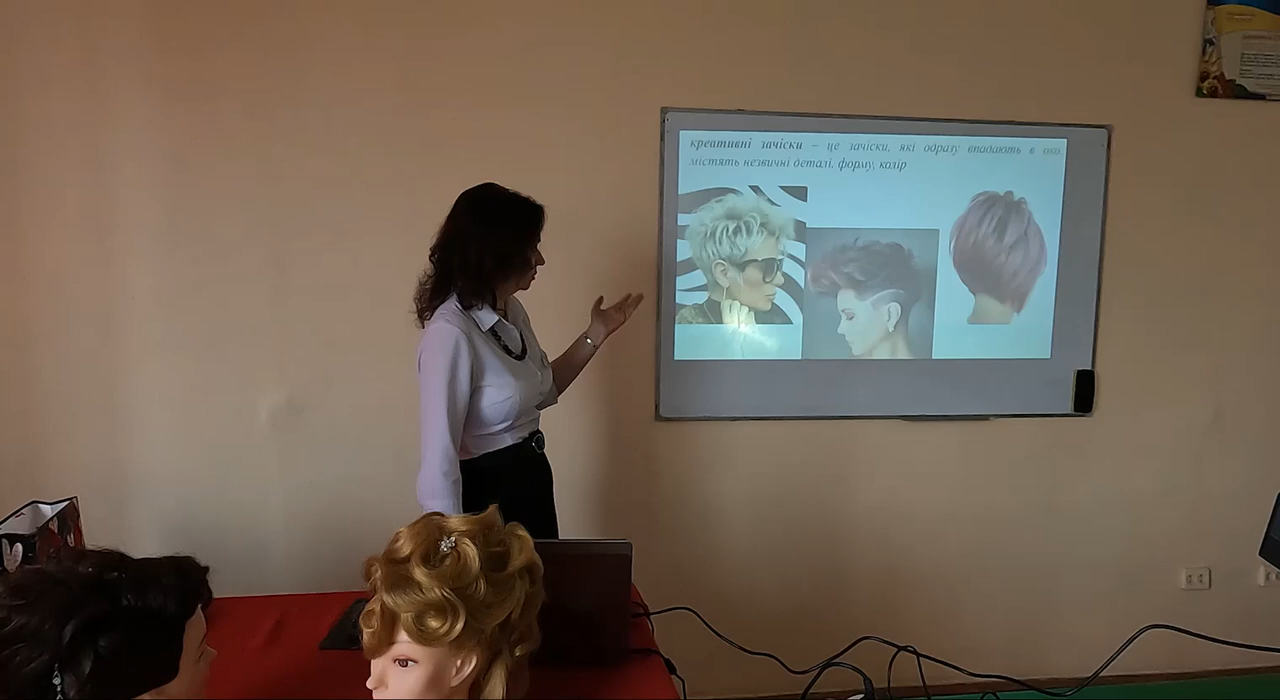 креативні зачіски – це зачіски, які одразу впадають в око,
містять незвичні деталі, форму, колір